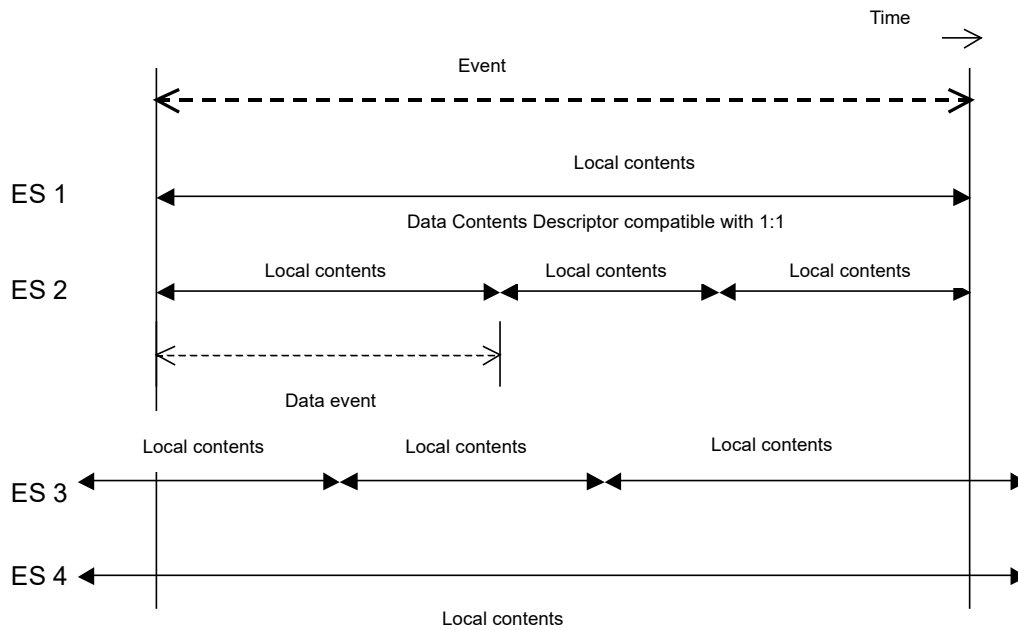 Time
Event
Local contents
ES 1
Data Contents Descriptor compatible with 1:1
Local contents Local contents Local contents
ES 2
Data event
Local contents Local contents Local contents
ES 3
ES 4
Local contents